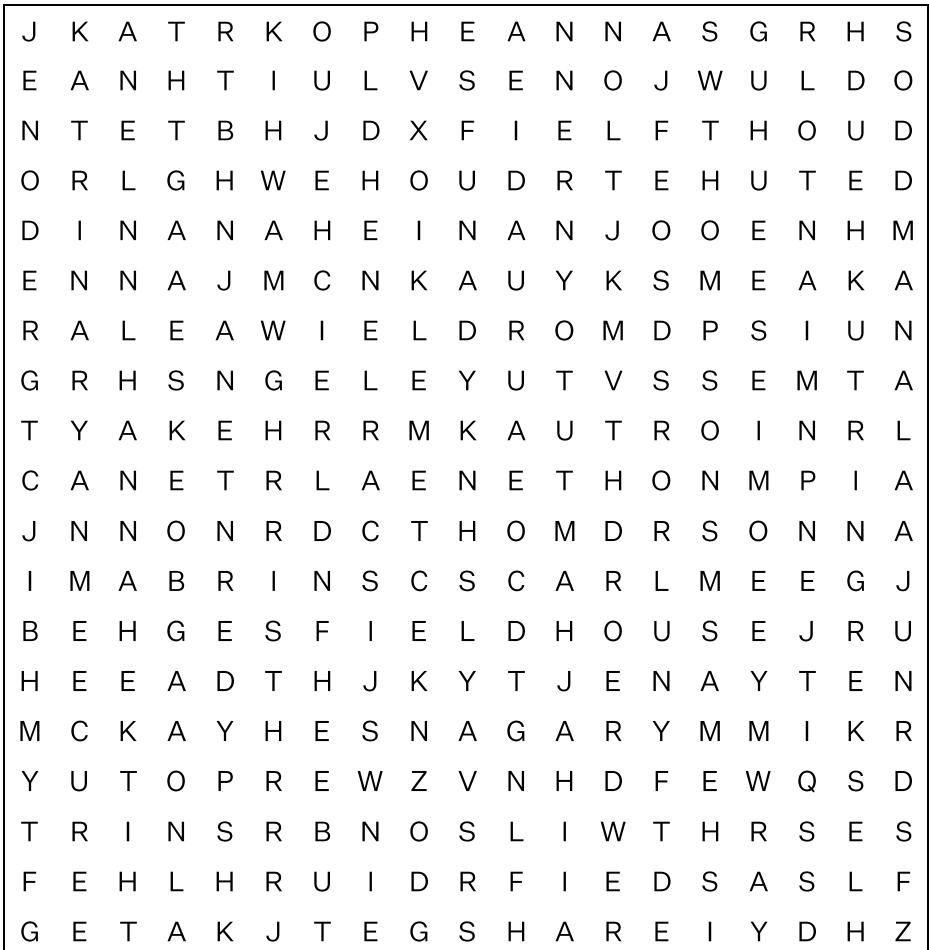 J K A T R K O P H E A N N A S G R H S
E A N H T I U L V S E N O J W U L D O
N T E T B H J D X F I E L F T H O U D
O R L G H W E H O U D R T E H U T E D
D I N A N A H E I N A N J O O E N H M
E N N A J M C N K A U Y K S M E A K A
R A L E A W I E L D R O M D P S I U N
G R H S N G E L E Y U T V S S E M T A
T Y A K E H R R M K A U T R O I N R L
C A N E T R L A E N E T H O N M P I A
J N N O N R D C T H O M D R S O N N A
I M A B R I N S C S C A R L M E E G J
B E H G E S F I E L D H O U S E J R U
H E E A D T H J K Y T J E N A Y T E N
M C K A Y H E S N A G A R Y M M I K R
Y U T O P R E W Z V N H D F E W Q S D
T R I N S R B N O S L I W T H R S E S
F E H L H R U I D R F I E D S A S L F
G E T A K J T E G S H A R E I Y D H Z